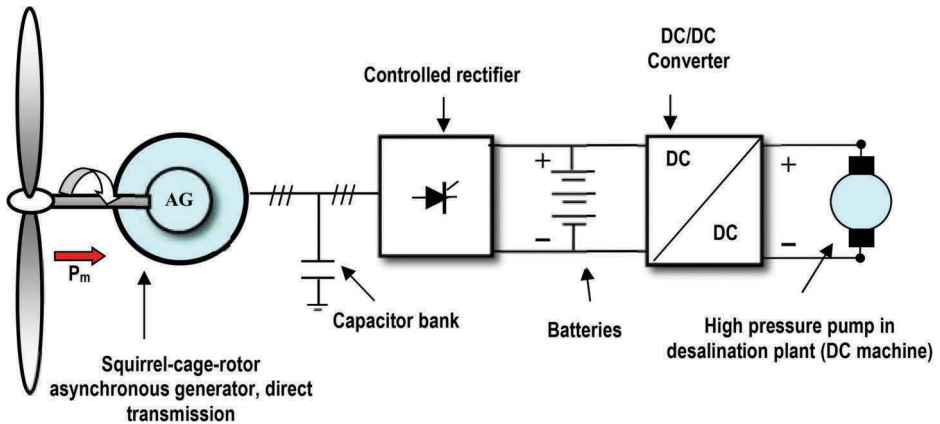 DC/DC
Converter
Controlled rectifier
DC
DC
AG
+
−
+
−
Pm
Capacitor bank
Batteries
High pressure pump in
desalination plant (DC machine)
Squirrel-cage-rotor
asynchronous generator, direct
transmission